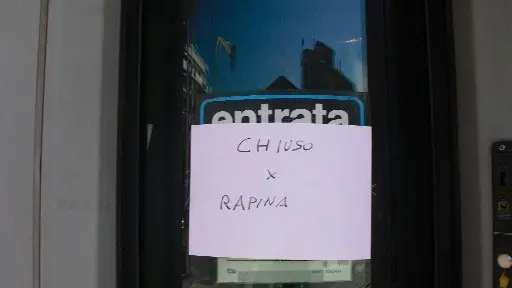 entrata
CHIUSO
x
RAPINA